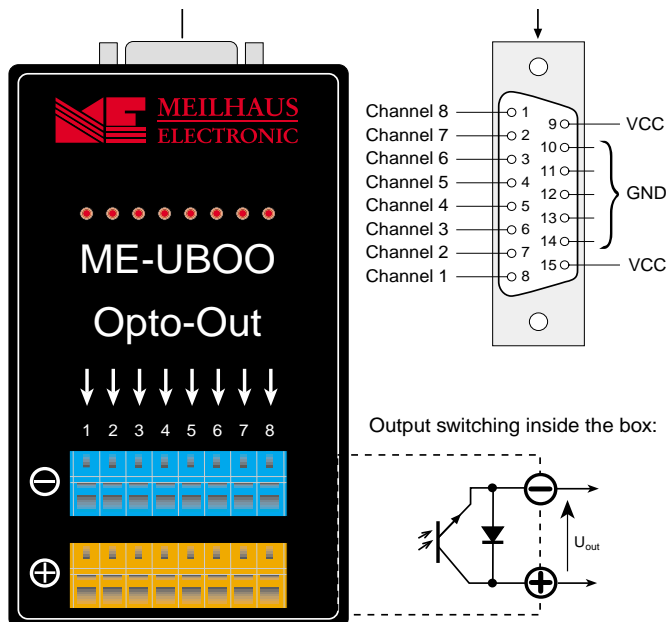 MEILHAUS
ELECTRONIC
ME-UBOO
Opto-Out
1 2 3 4 5 6 7 8
Channel 8 1
Channel 7 2
Channel 6 3
Channel 5 4
Channel 4 5
Channel 3 6
Channel 2 7
Channel 1 8
9 VCC
10
11
12 GND
13
14
15 VCC
Output switching inside the box:
Uout